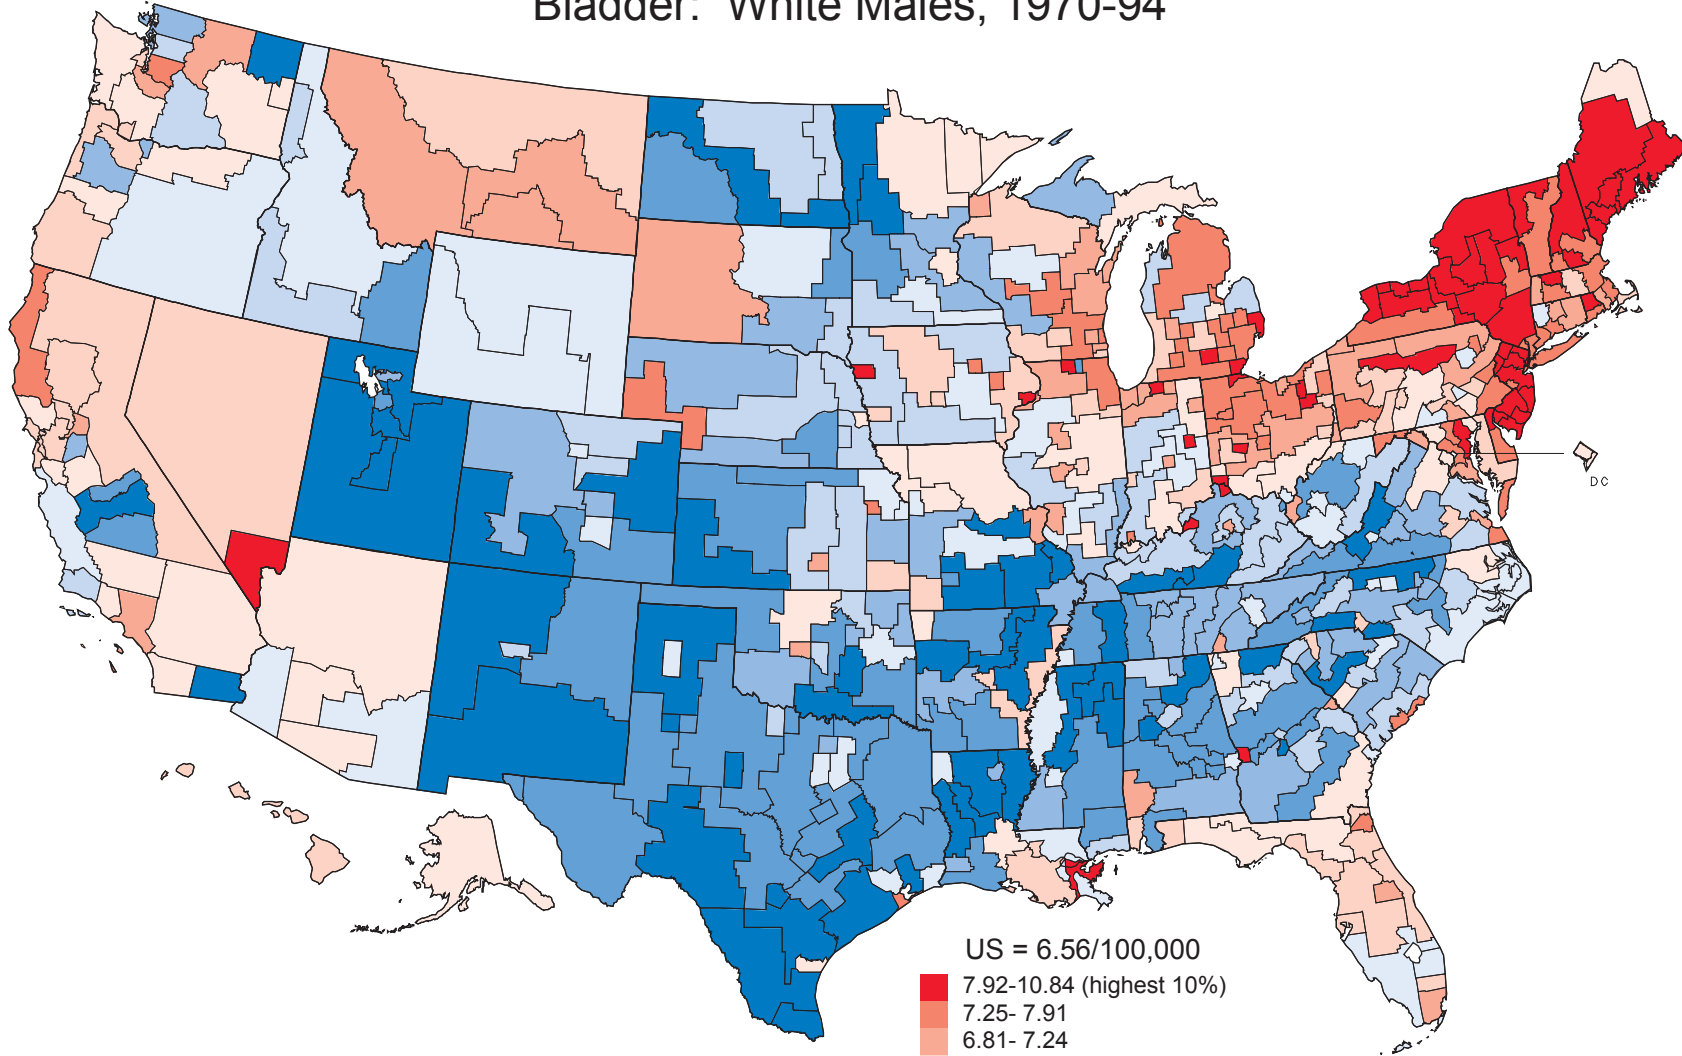 Bladder: White Males, 1970-94
DC
US = 6.56/100,000
7.92-10.84 (highest 10%)
7.25- 7.91
6.81- 7.24